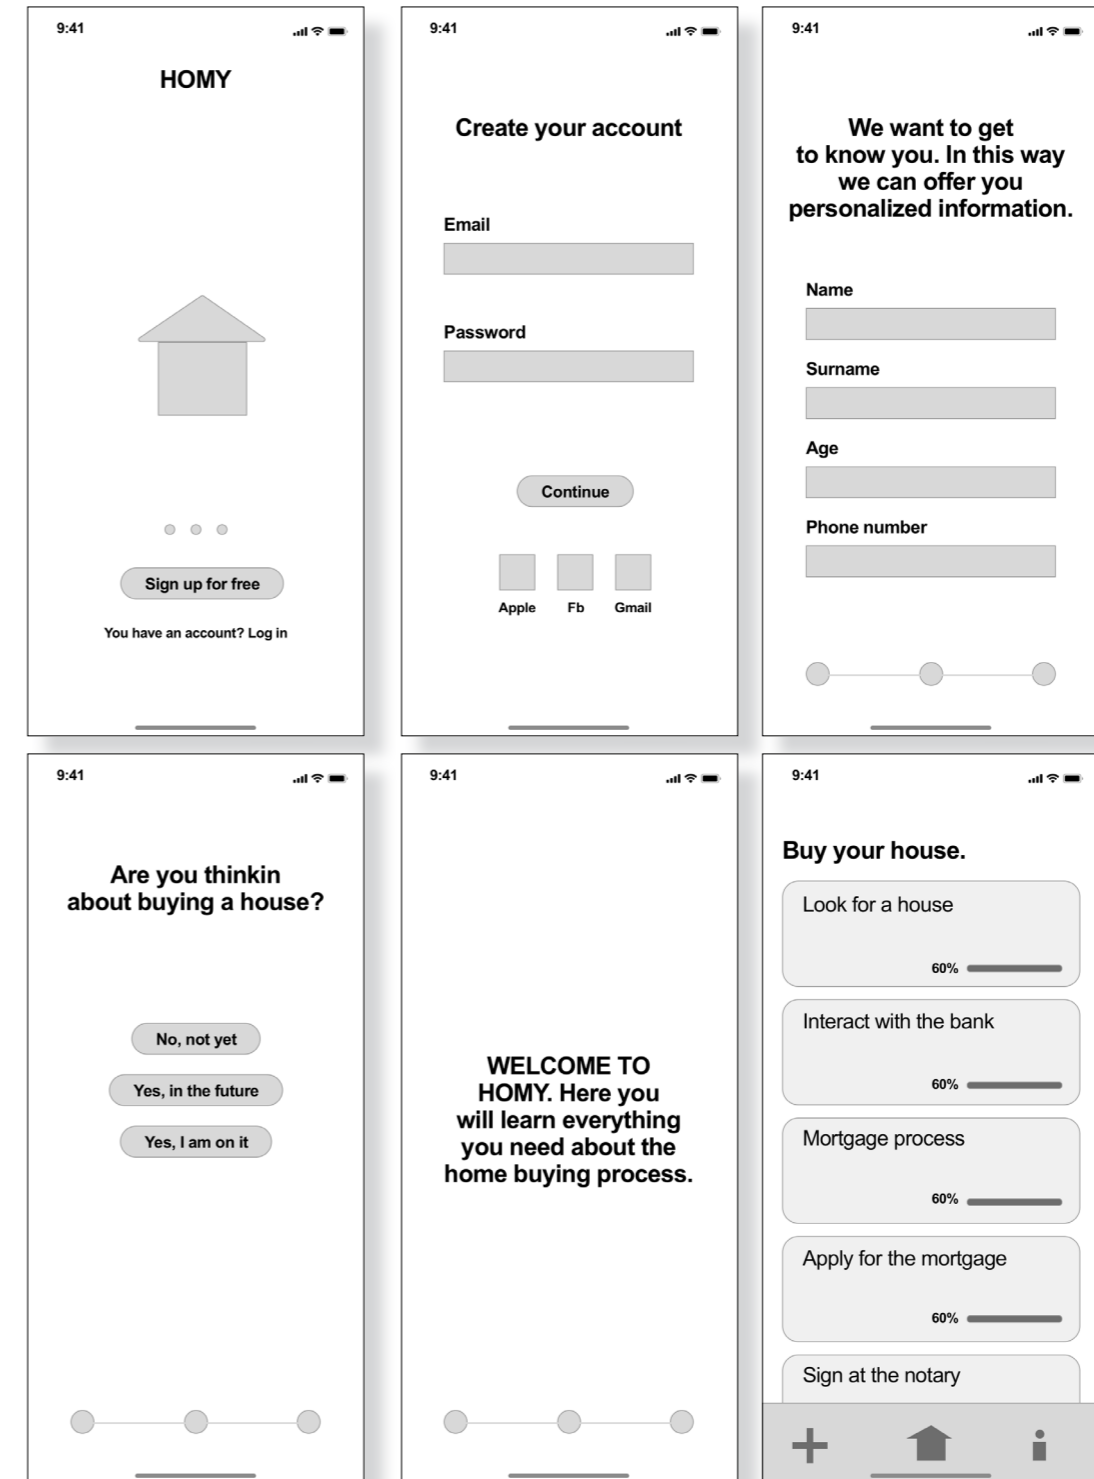 9:41
HOMY
Sign up for free
You have an account? Log in
9:41
Create your account
Email
Password
Continue
Apple Fb Gmail
9:41
We want to get
to know you. In this way
we can offer you
personalized information.
Name
Surname
Age
Phone number
9:41
Are you thinkin
about buying a house?
No, not yet
Yes, in the future
Yes, I am on it
9:41
WELCOME TO
HOMY. Here you
will learn everything
you need about the
home buying process.
9:41
Buy your house.
Look for a house
60%
Interact with the bank
60%
Mortgage process
60%
Apply for the mortgage
60%
Sign at the notary